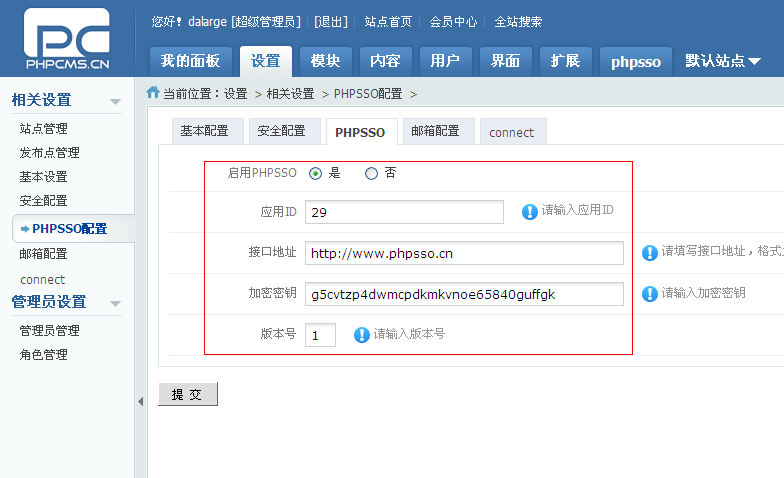 PC
PHPCMS.CN
您好! dalarge [超级管理员] | [退出] | 站点首页 | 会员中心 | 全站搜索
我的面板 设置 模块 内容 用户 界面 扩展 phpsso 默认站点
相关设置
站点管理
发布点管理
基本设置
安全配置
PHPSSO配置
邮箱配置
connect
管理员设置
管理员管理
角色管理
当前位置：设置 > 相关设置 > PHPSSO配置 >
基本配置 安全配置 PHPSSO 邮箱配置 connect
启用PHPSSO 是 否
应用ID 29 请输入应用ID
接口地址 http://www.phpsso.cn 请填写接口地址，格式
加密密钥 g5cvtzp4dwmcpdkmkvnoe65840guffgk 请输入加密密钥
版本号 1 请输入版本号
提 交